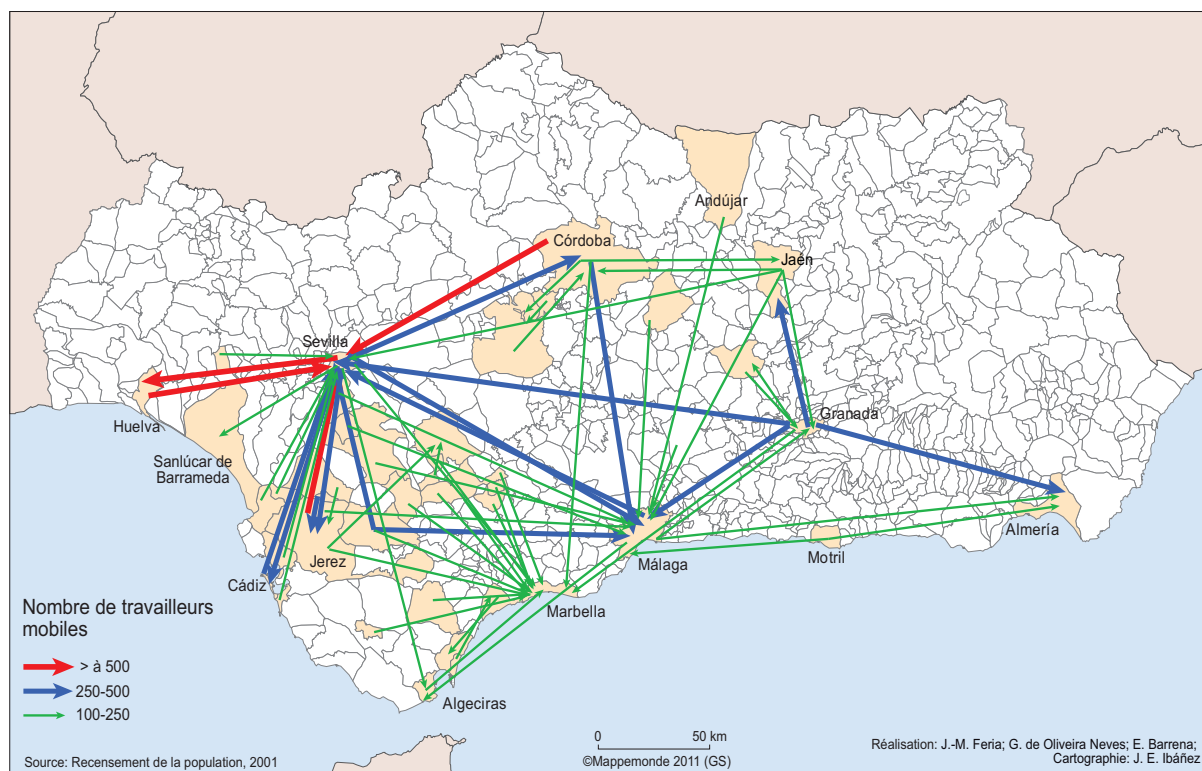 Andújar
Córdoba
Jaén
Sevilla
Huelva
Granada
Sanlúcar de
Barrameda
Almería
Jerez
Málaga
Motril
Cádiz
Marbella
Algeciras
Nombre de travailleurs
mobiles
> à 500
250-500
100-250
0 50 km
©Mappemonde 2011 (GS)
Source: Recensement de la population, 2001
Réalisation: J.-M. Feria; G. de Oliveira Neves; E. Barrena;
Cartographie: J. E. Ibáñez